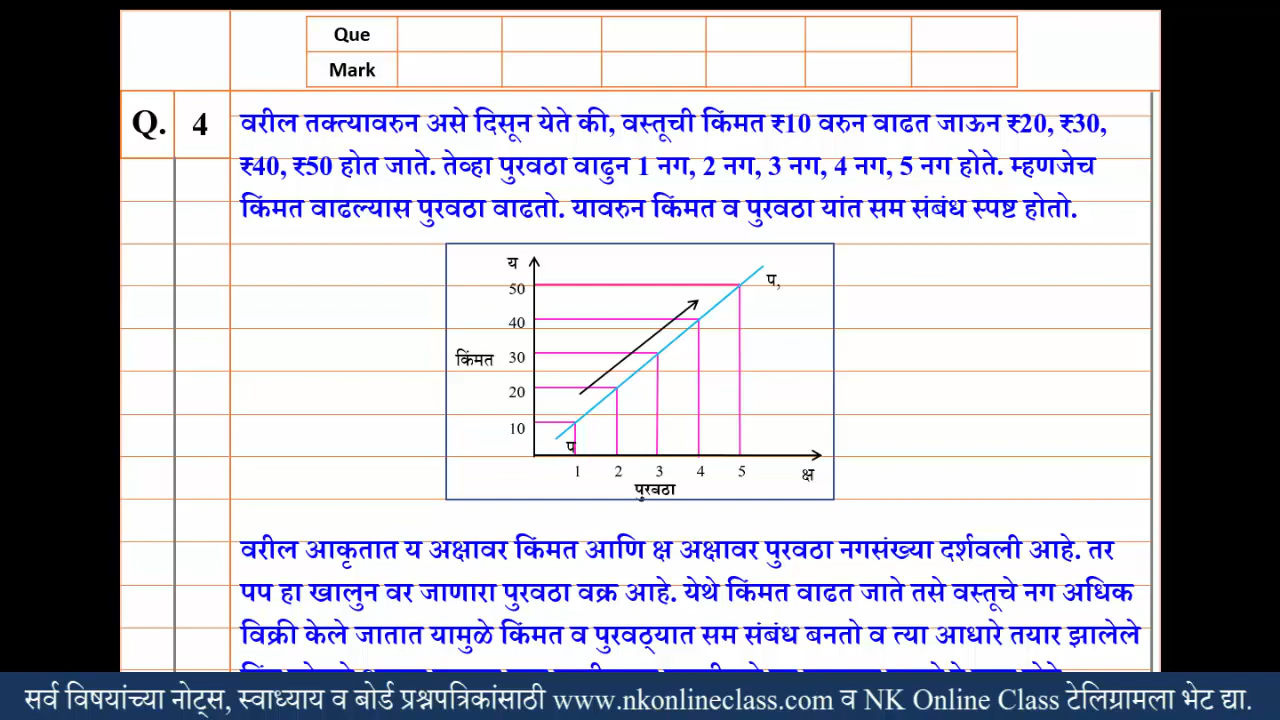 Que
Mark
Q. 4 वरील तक्त्यावरुन असे दिसून येते की, वस्तूची किंमत ₹10 वरुन वाढत जाऊन ₹20, ₹30,
₹40, ₹50 होत जाते. तेव्हा पुरवठा वाढुन 1 नग, 2 नग, 3 नग, 4 नग, 5 नग होते. म्हणजेच
किंमत वाढल्यास पुरवठा वाढतो. यावरुन किंमत व पुरवठा यांत सम संबंध स्पष्ट होतो.
य
50
प,
40
किंमत 30
20
10
प
1 2 3 4 5 क्ष
पुरवठा
वरील आकृतात य अक्षावर किंमत आणि क्ष अक्षावर पुरवठा नगसंख्या दर्शवली आहे. तर
पप हा खालुन वर जाणारा पुरवठा वक्र आहे. येथे किंमत वाढत जाते तसे वस्तूचे नग अधिक
विक्री केले जातात यामुळे किंमत व पुरवठ्यात सम संबंध बनतो व त्या आधारे तयार झालेले
सर्व विषयांच्या नोट्स, स्वाध्याय व बोर्ड प्रश्नपत्रिकांसाठी www.nkonlineclass.com व NK Online Class टेलिग्रामला भेट द्या.